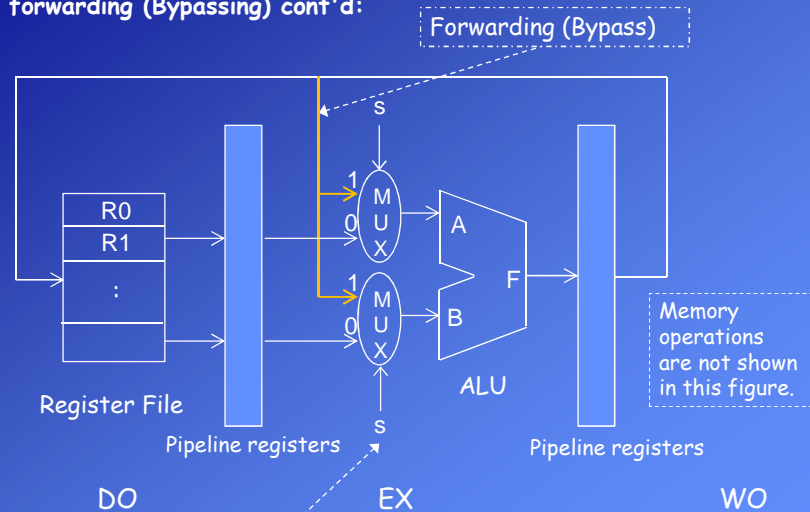 forwarding (Bypassing) cont'd:
Forwarding (Bypass)
s
1
M
U
X
0
R0
R1
:
A
F
B
1
M
U
X
0
Memory
operations
are not shown
in this figure.
ALU
Register File
s
Pipeline registers
Pipeline registers
DO
EX
WO